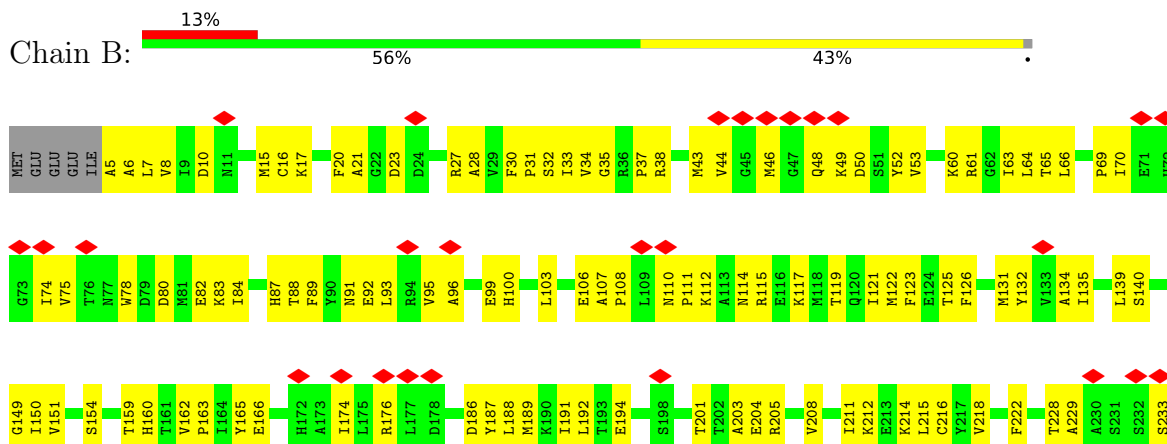 13%
Chain B:
56% 43% •
MET GLU GLU GLU ILE A5 A6 L7 V8 I9 D10 N11 M15 C16 K17 F20 A21 G22 D23 D24 R27 A28 V29 F30 P31 S32 I33 V34 G35 R36 P37 R38 M43 V44 G45 M46 G47 Q48 K49 D50 S51 Y52 V53 K60 R61 G62 I63 L64 T65 L66 P69 I70 E71
G73 I74 V75 T76 N77 W78 D79 D80 M81 E82 K83 I84 H87 T88 F89 Y90 N91 E92 L93 R94 V95 A96 E99 H100 L103 E106 A107 P108 L109 N110 P111 K112 A113 N114 R115 E116 K117 M118 T119 Q120 I121 M122 F123 E124 T125 F126 M131 Y132 V133 A134 I135 L139 S140
G149 I150 V151 S154 T159 H160 T161 V162 P163 I164 Y165 E166 H172 A173 I174 L175 R176 L177 D178 D186 Y187 L188 M189 K190 I191 L192 T193 E194 S198 T201 T202 A203 E204 R205 V208 I211 K212 E213 K214 L215 C216 Y217 V218 F222 T228 A229 A230 S231 S232 S233